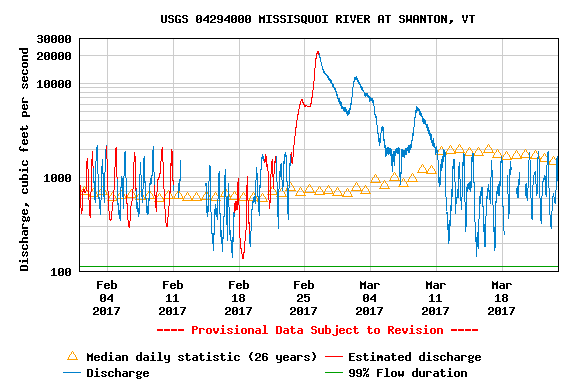 USGS 04294000 MISSISQUOI RIVER AT SWANTON, VT
Discharge, cubic feet per second
30000
20000
10000
1000
100
Feb 04 2017
Feb 11 2017
Feb 18 2017
Feb 25 2017
Mar 04 2017
Mar 11 2017
Mar 18 2017
---- Provisional Data Subject to Revision ----
Median daily statistic (26 years)
Estimated discharge
Discharge
99% Flow duration